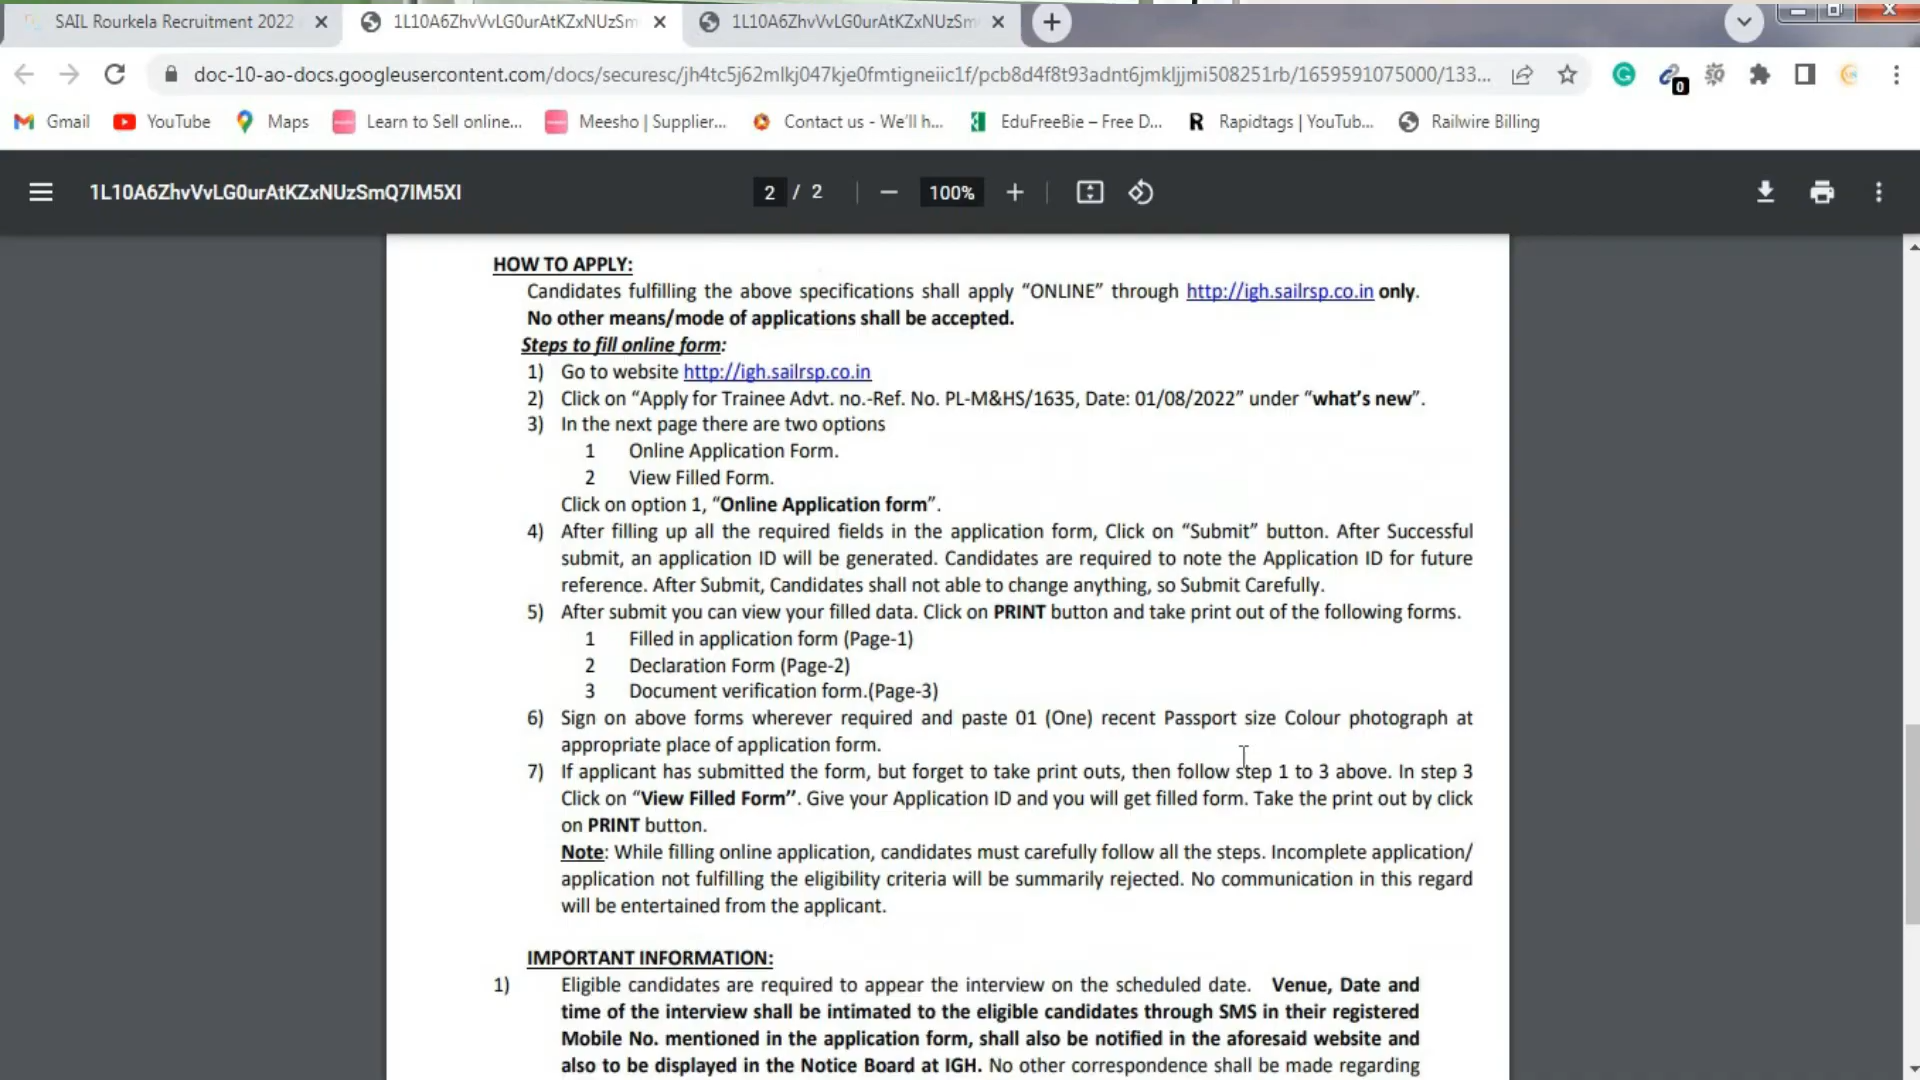 SAIL Rourkela Recruitment 2022
1L10A6ZhvVvLG0urAtKZxNUzSm
1L10A6ZhvVvLG0urAtKZxNUzSm
doc-10-ao-docs.googleusercontent.com/docs/securesc/jh4tc5j62mlkj047kje0fmtigneiic1f/pcb8d4f8t93adnt6jmkljjmi508251rb/1659591075000/133...
0
Gmail YouTube Maps Learn to Sell online... Meesho | Supplier... Contact us - We'll h... EduFreeBie – Free D... Rapidtags | YouTub... Railwire Billing
1L10A6ZhvVvLG0urAtKZxNUzSmQ7IM5XI 2 / 2 100%
HOW TO APPLY:
Candidates fulfilling the above specifications shall apply “ONLINE” through http://igh.sailrsp.co.in only.
No other means/mode of applications shall be accepted.
Steps to fill online form:
1) Go to website http://igh.sailrsp.co.in
2) Click on “Apply for Trainee Advt. no.-Ref. No. PL-M&HS/1635, Date: 01/08/2022” under “what’s new”.
3) In the next page there are two options
1 Online Application Form.
2 View Filled Form.
Click on option 1, “Online Application form”.
4) After filling up all the required fields in the application form, Click on “Submit” button. After Successful
submit, an application ID will be generated. Candidates are required to note the Application ID for future
reference. After Submit, Candidates shall not able to change anything, so Submit Carefully.
5) After submit you can view your filled data. Click on PRINT button and take print out of the following forms.
1 Filled in application form (Page-1)
2 Declaration Form (Page-2)
3 Document verification form.(Page-3)
6) Sign on above forms wherever required and paste 01 (One) recent Passport size Colour photograph at
appropriate place of application form.
7) If applicant has submitted the form, but forget to take print outs, then follow step 1 to 3 above. In step 3
Click on “View Filled Form”. Give your Application ID and you will get filled form. Take the print out by click
on PRINT button.
Note: While filling online application, candidates must carefully follow all the steps. Incomplete application/
application not fulfilling the eligibility criteria will be summarily rejected. No communication in this regard
will be entertained from the applicant.
IMPORTANT INFORMATION:
1) Eligible candidates are required to appear the interview on the scheduled date. Venue, Date and
time of the interview shall be intimated to the eligible candidates through SMS in their registered
Mobile No. mentioned in the application form, shall also be notified in the aforesaid website and
also to be displayed in the Notice Board at IGH. No other correspondence shall be made regarding